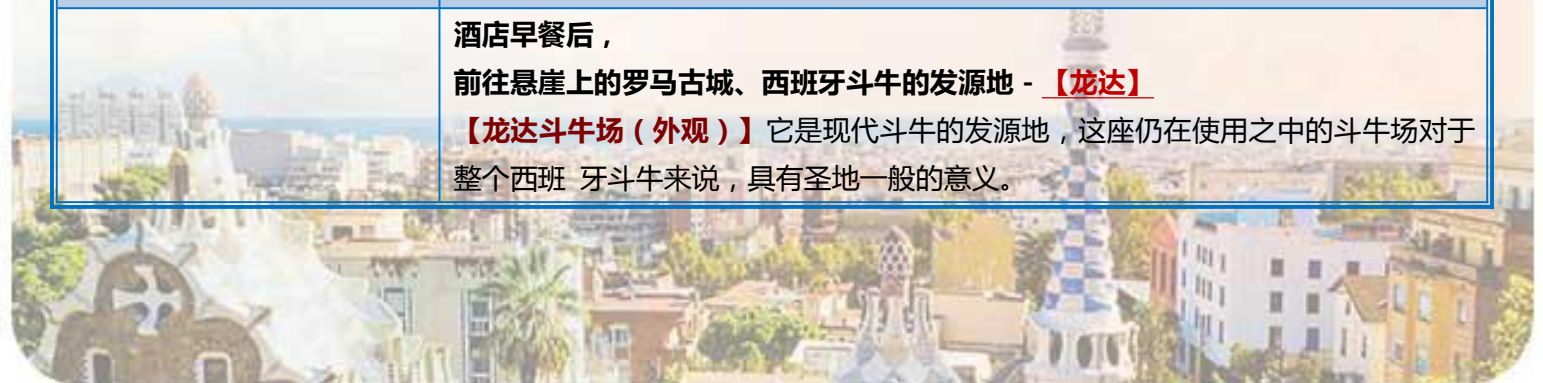 酒店早餐后，
前往悬崖上的罗马古城、西班牙斗牛的发源地 - 【龙达】
【龙达斗牛场（外观）】它是现代斗牛的发源地，这座仍在使用之中的斗牛场对于
整个西班 牙斗牛来说，具有圣地一般的意义。